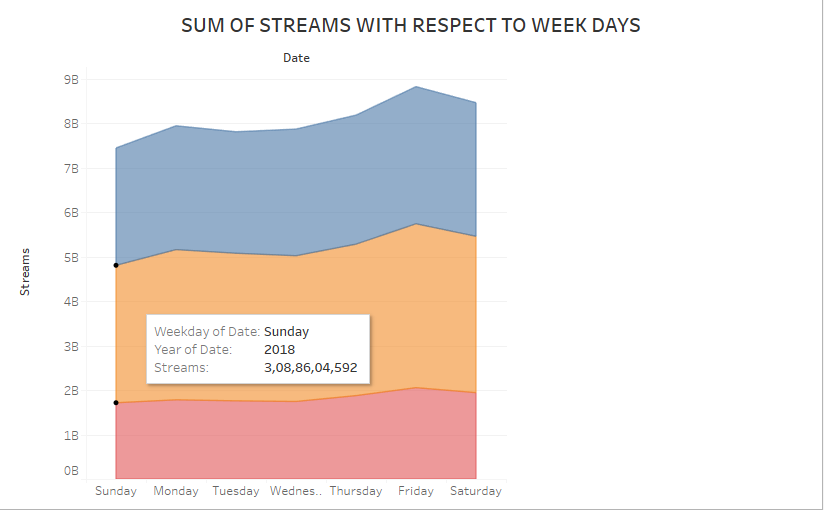 SUM OF STREAMS WITH RESPECT TO WEEK DAYS
Date
9B
8B
7B
6B
5B
4B
3B
2B
1B
0B
Streams
Weekday of Date: Sunday
Year of Date: 2018
Streams: 3,08,86,04,592
Sunday Monday Tuesday Wednes.. Thursday Friday Saturday